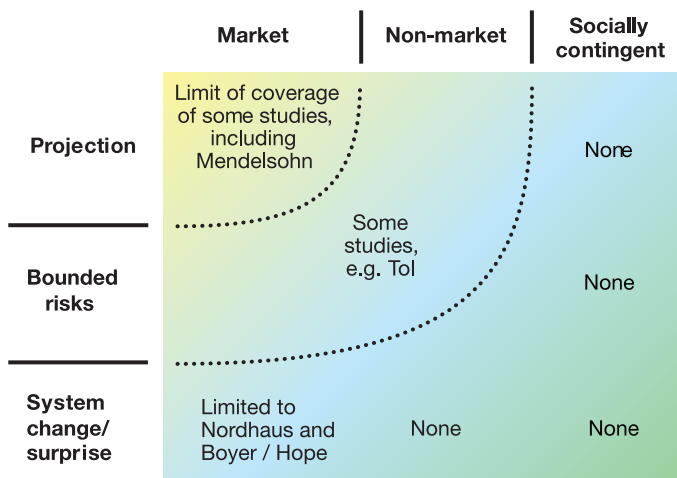 Market
Non-market
Socially
contingent
Projection
Limit of coverage
of some studies,
including
Mendelsohn
None
Bounded
risks
Some
studies,
e.g. Tol
None
System
change/
surprise
Limited to
Nordhaus and
Boyer / Hope
None
None